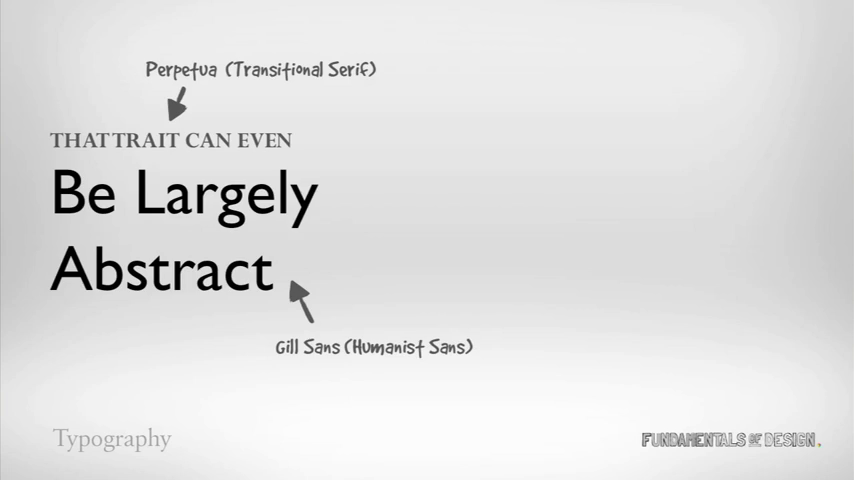 Perpetua (Transitional Serif)
THAT TRAIT CAN EVEN
Be Largely
Abstract
Gill Sans (Humanist Sans)
Typography
FUNDAMENTALS OF DESIGN.